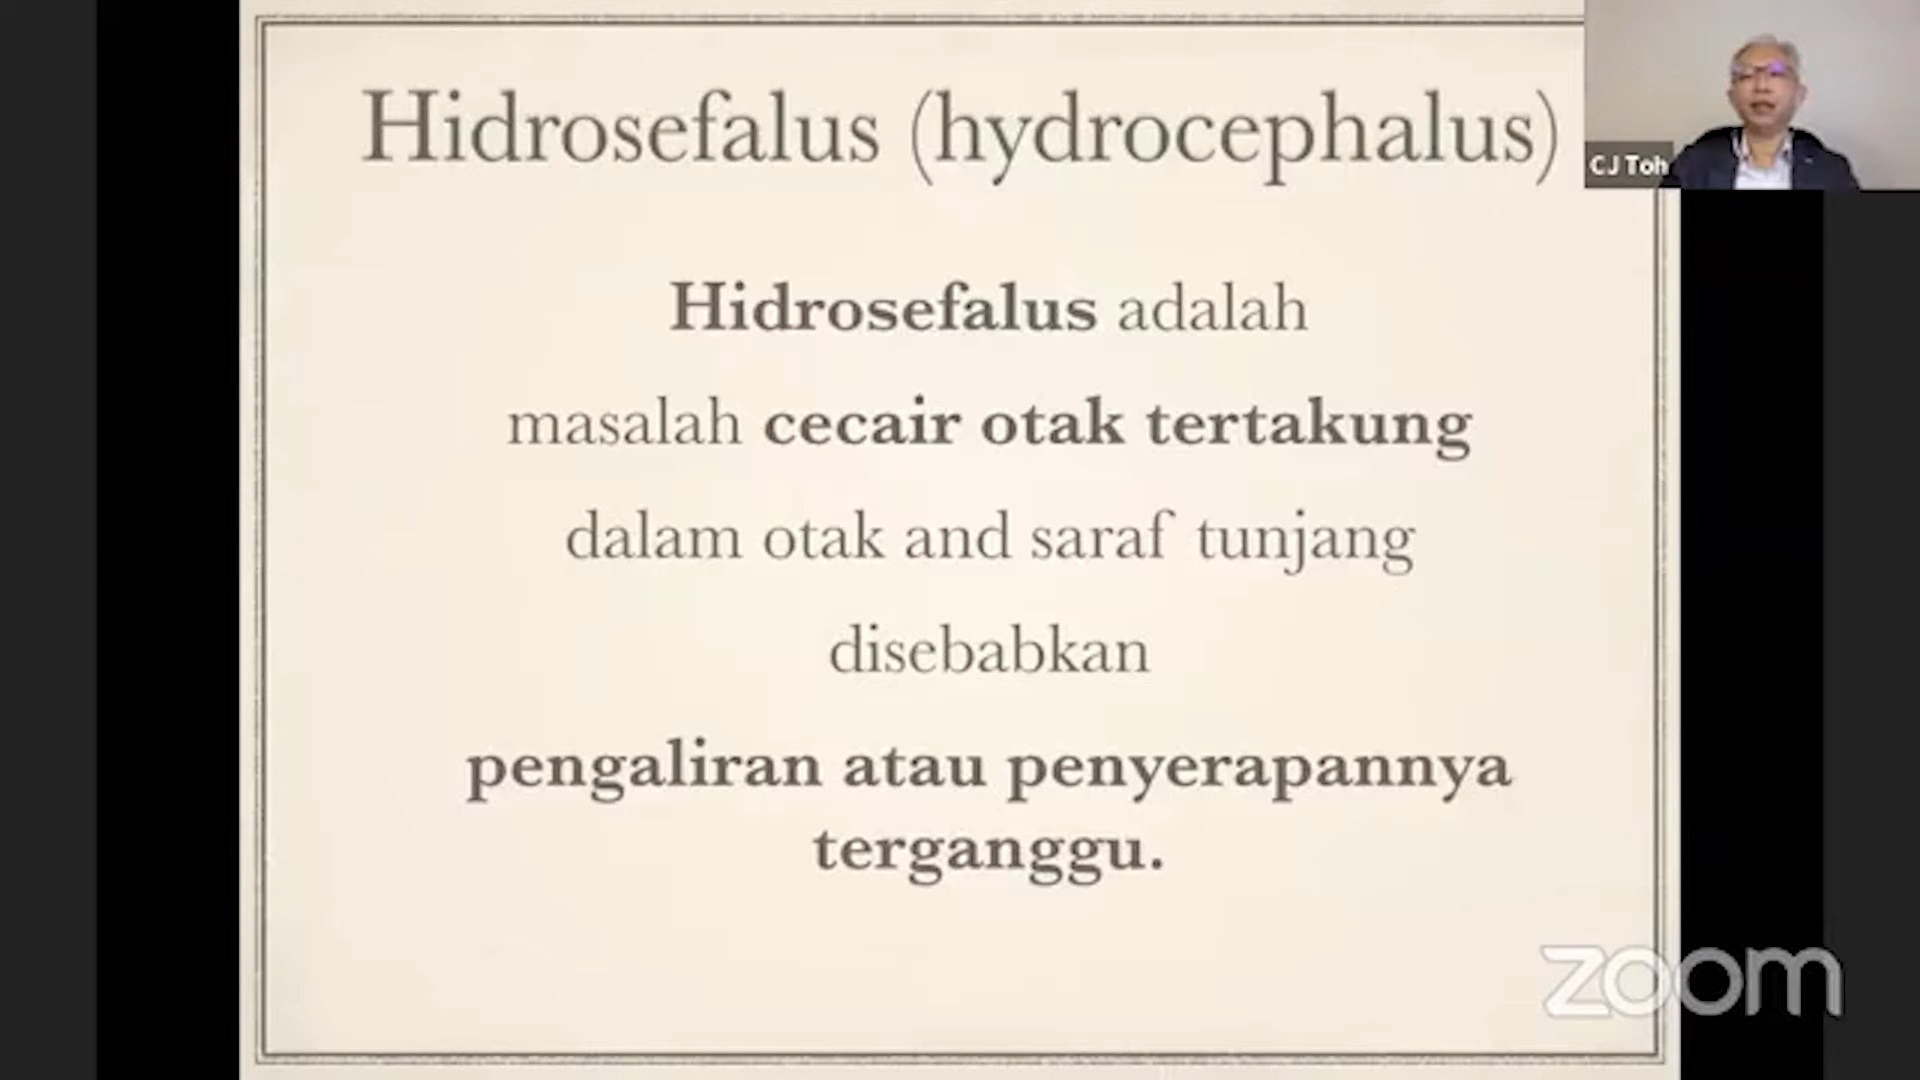 Hidrosefalus (hydrocephalus)
CJ Toh
Hidrosefalus adalah
masalah cecair otak tertakung
dalam otak and saraf tunjang
disebabkan
pengaliran atau penyerapannya
terganggu.
zoom